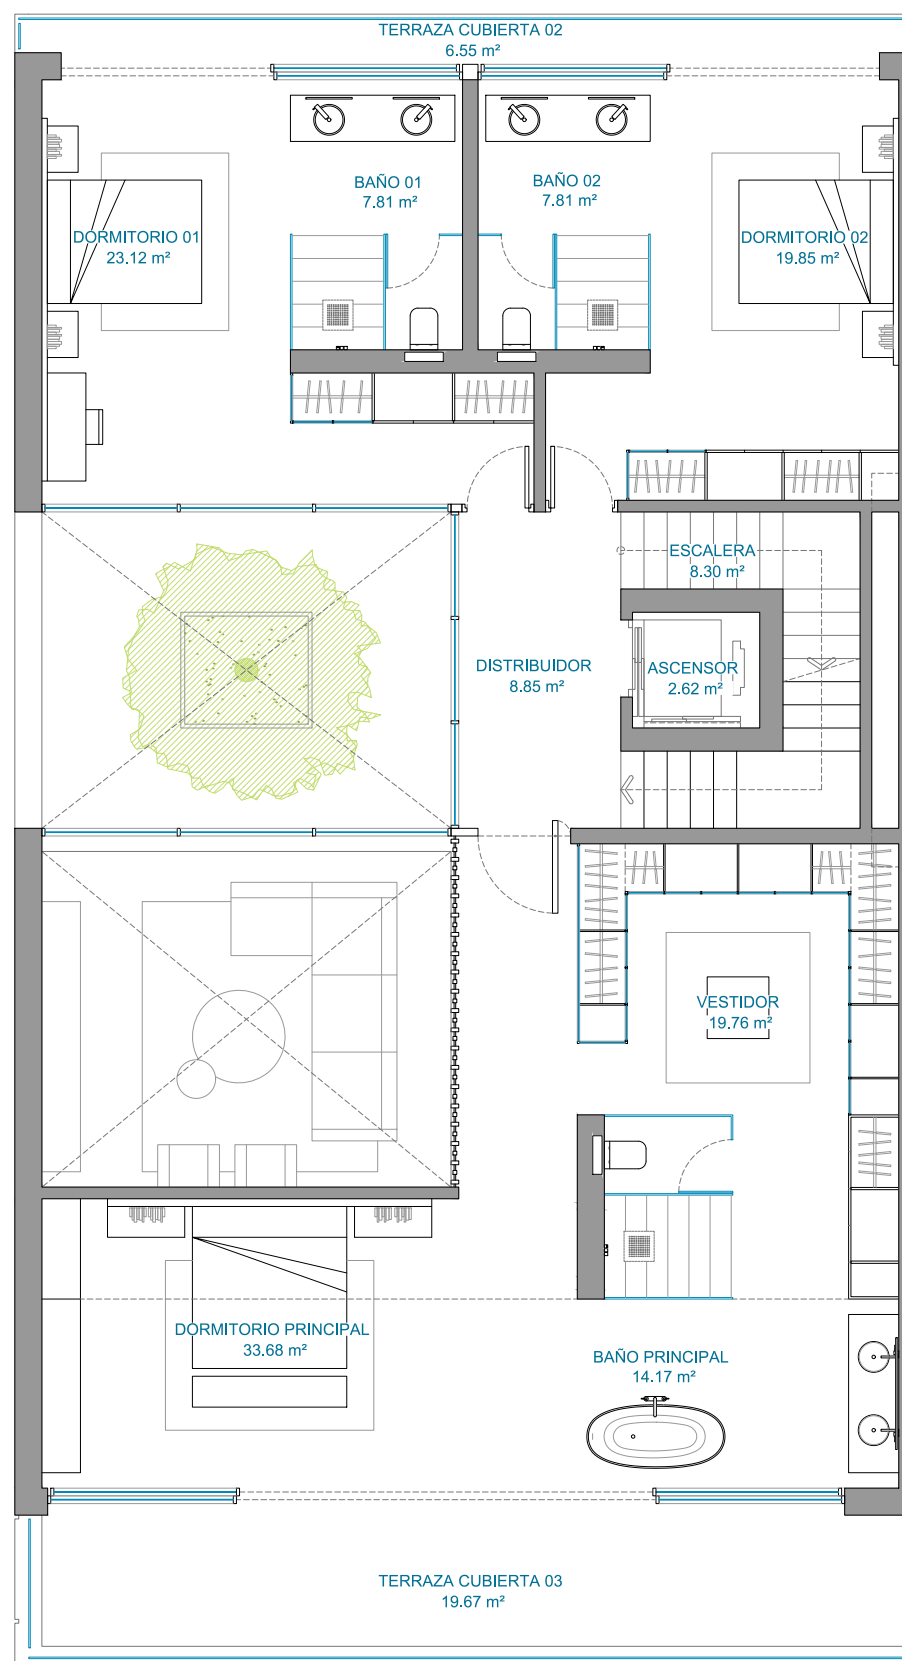 TERRAZA CUBIERTA 02
6.55 m²
BAÑO 01
7.81 m²
BAÑO 02
7.81 m²
DORMITORIO 01
23.12 m²
DORMITORIO 02
19.85 m²
ESCALERA
8.30 m²
DISTRIBUIDOR
8.85 m²
ASCENSOR
2.62 m²
VESTIDOR
19.76 m²
DORMITORIO PRINCIPAL
33.68 m²
BAÑO PRINCIPAL
14.17 m²
TERRAZA CUBIERTA 03
19.67 m²